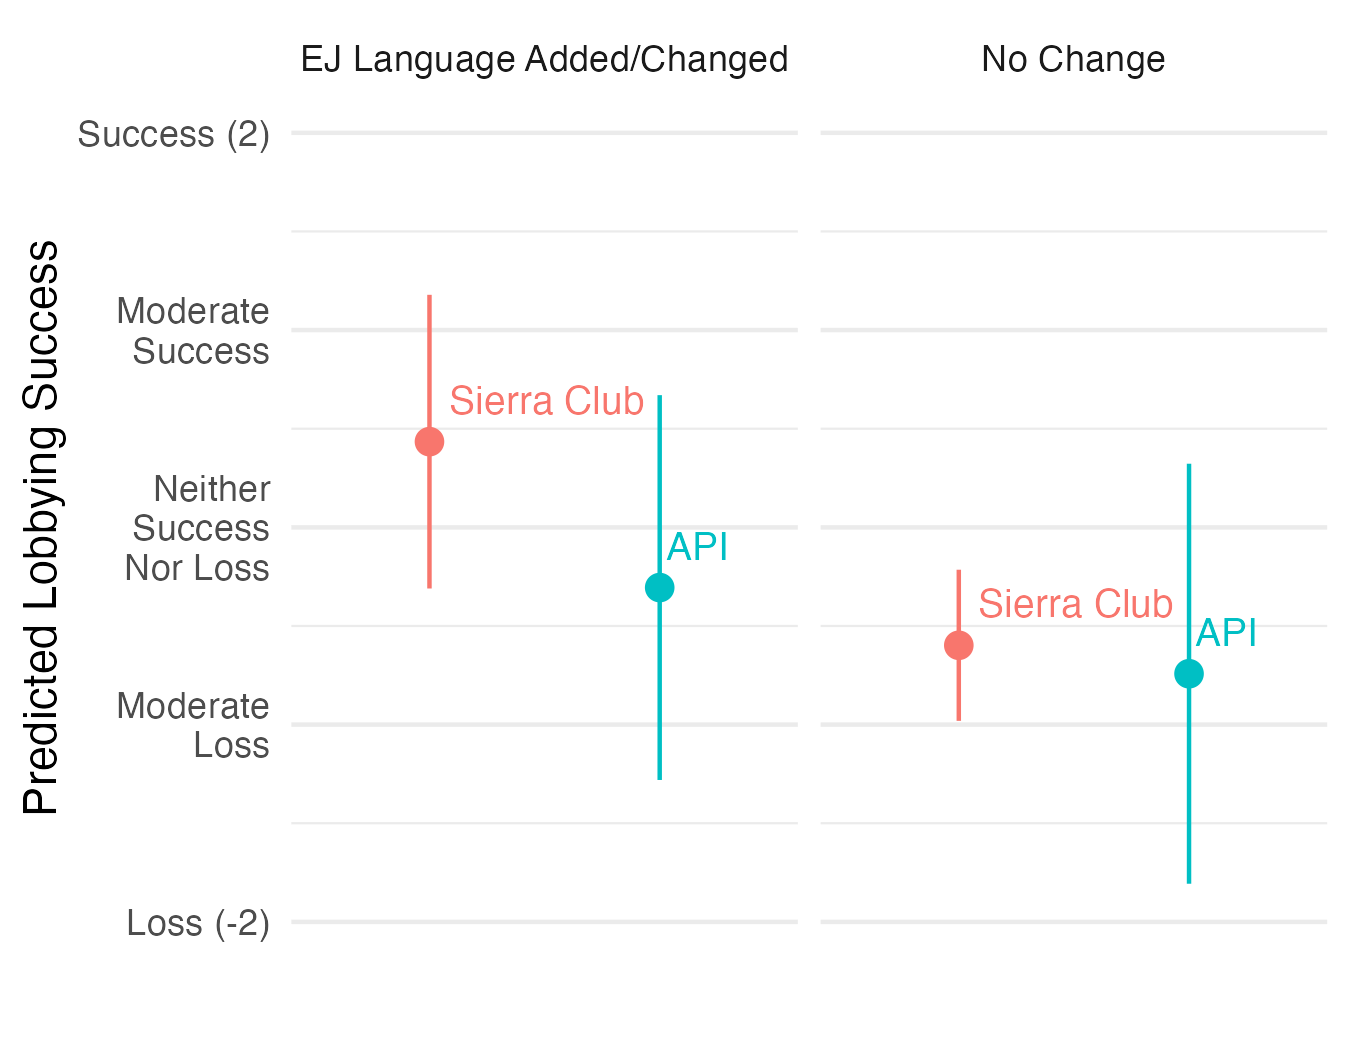 EJ Language Added/Changed
No Change
Predicted Lobbying Success
Success (2)
Moderate
Success
Neither
Success
Nor Loss
Moderate
Loss
Loss (-2)
Sierra Club
API
Sierra Club
API